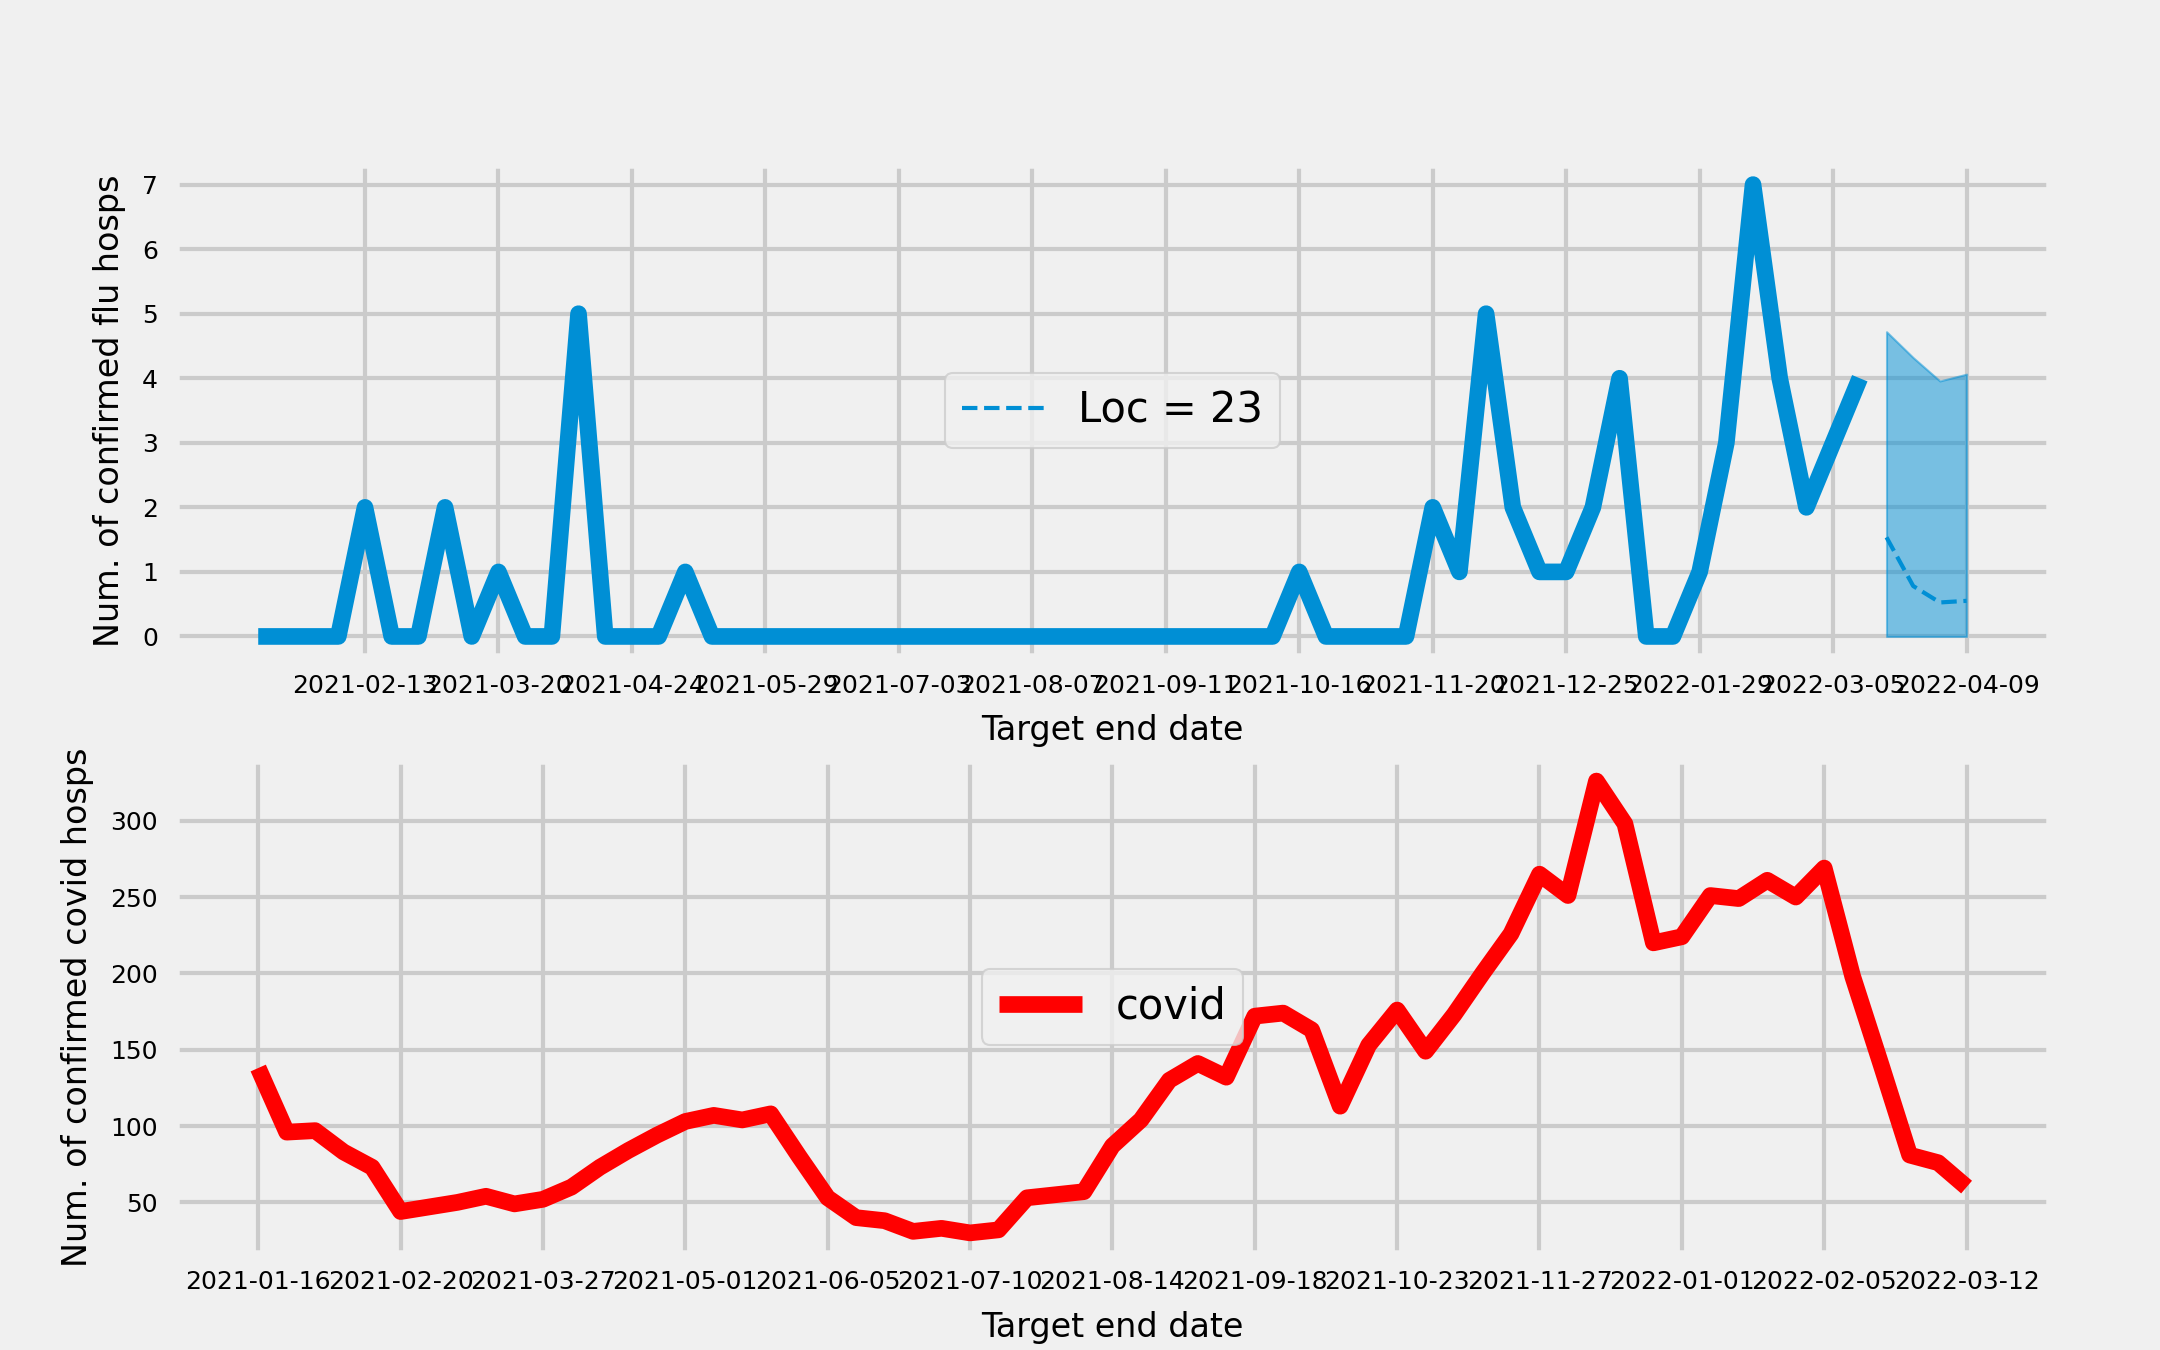 Num. of confirmed flu hosps
7
6
5
4
3
2
1
0
Loc = 23
2021-02-13 2021-03-20 2021-04-24 2021-05-29 2021-07-03 2021-08-07 2021-09-11 2021-10-16 2021-11-20 2021-12-25 2022-01-29 2022-03-05 2022-04-09
Target end date
Num. of confirmed covid hosps
300
250
200
150
100
50
covid
2021-01-16 2021-02-20 2021-03-27 2021-05-01 2021-06-05 2021-07-10 2021-08-14 2021-09-18 2021-10-23 2021-11-27 2022-01-01 2022-02-05 2022-03-12
Target end date